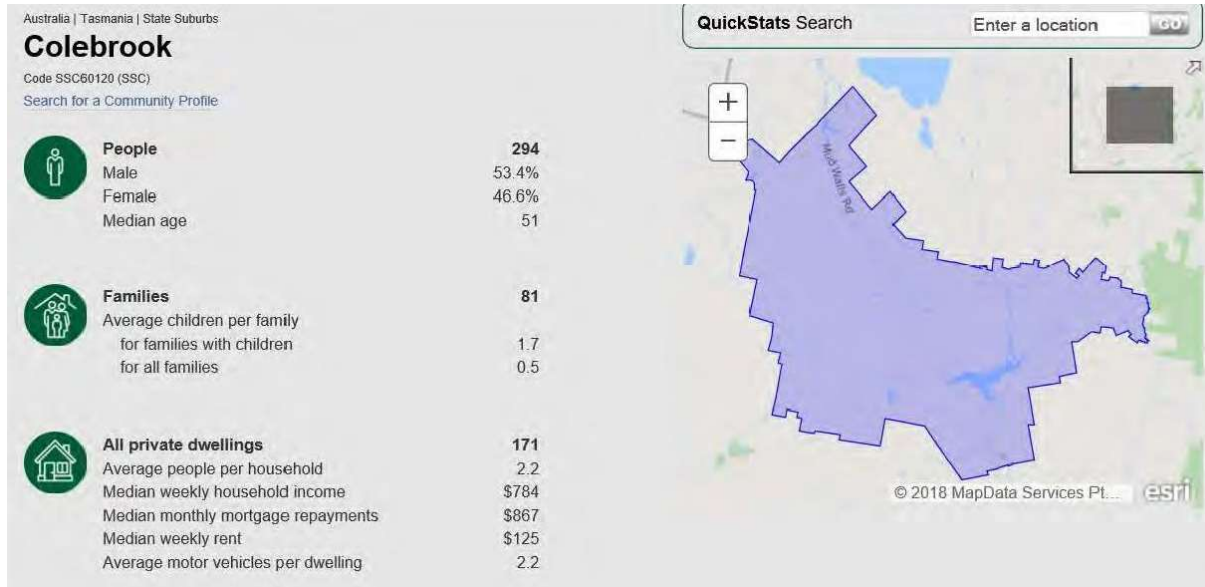 Australia | Tasmania | State Suburbs
Colebrook
Code SSC60120 (SSC)
Search for a Community Profile
People 294
Male 53.4%
Female 46.6%
Median age 51
Families 81
Average children per family
for families with children 1.7
for all families 0.5
All private dwellings 171
Average people per household 2.2
Median weekly household income $784
Median monthly mortgage repayments $867
Median weekly rent $125
Average motor vehicles per dwelling 2.2
QuickStats Search Enter a location GO
+
−
Mud Walls Rd
© 2018 MapData Services Pt...
esri